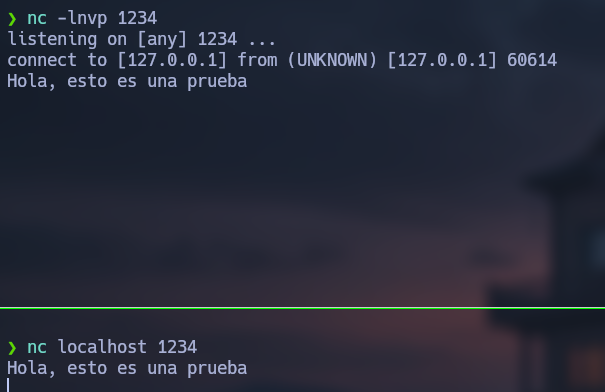 ❯ nc -lnvp 1234
listening on [any] 1234 ...
connect to [127.0.0.1] from (UNKNOWN) [127.0.0.1] 60614
Hola, esto es una prueba
❯ nc localhost 1234
Hola, esto es una prueba